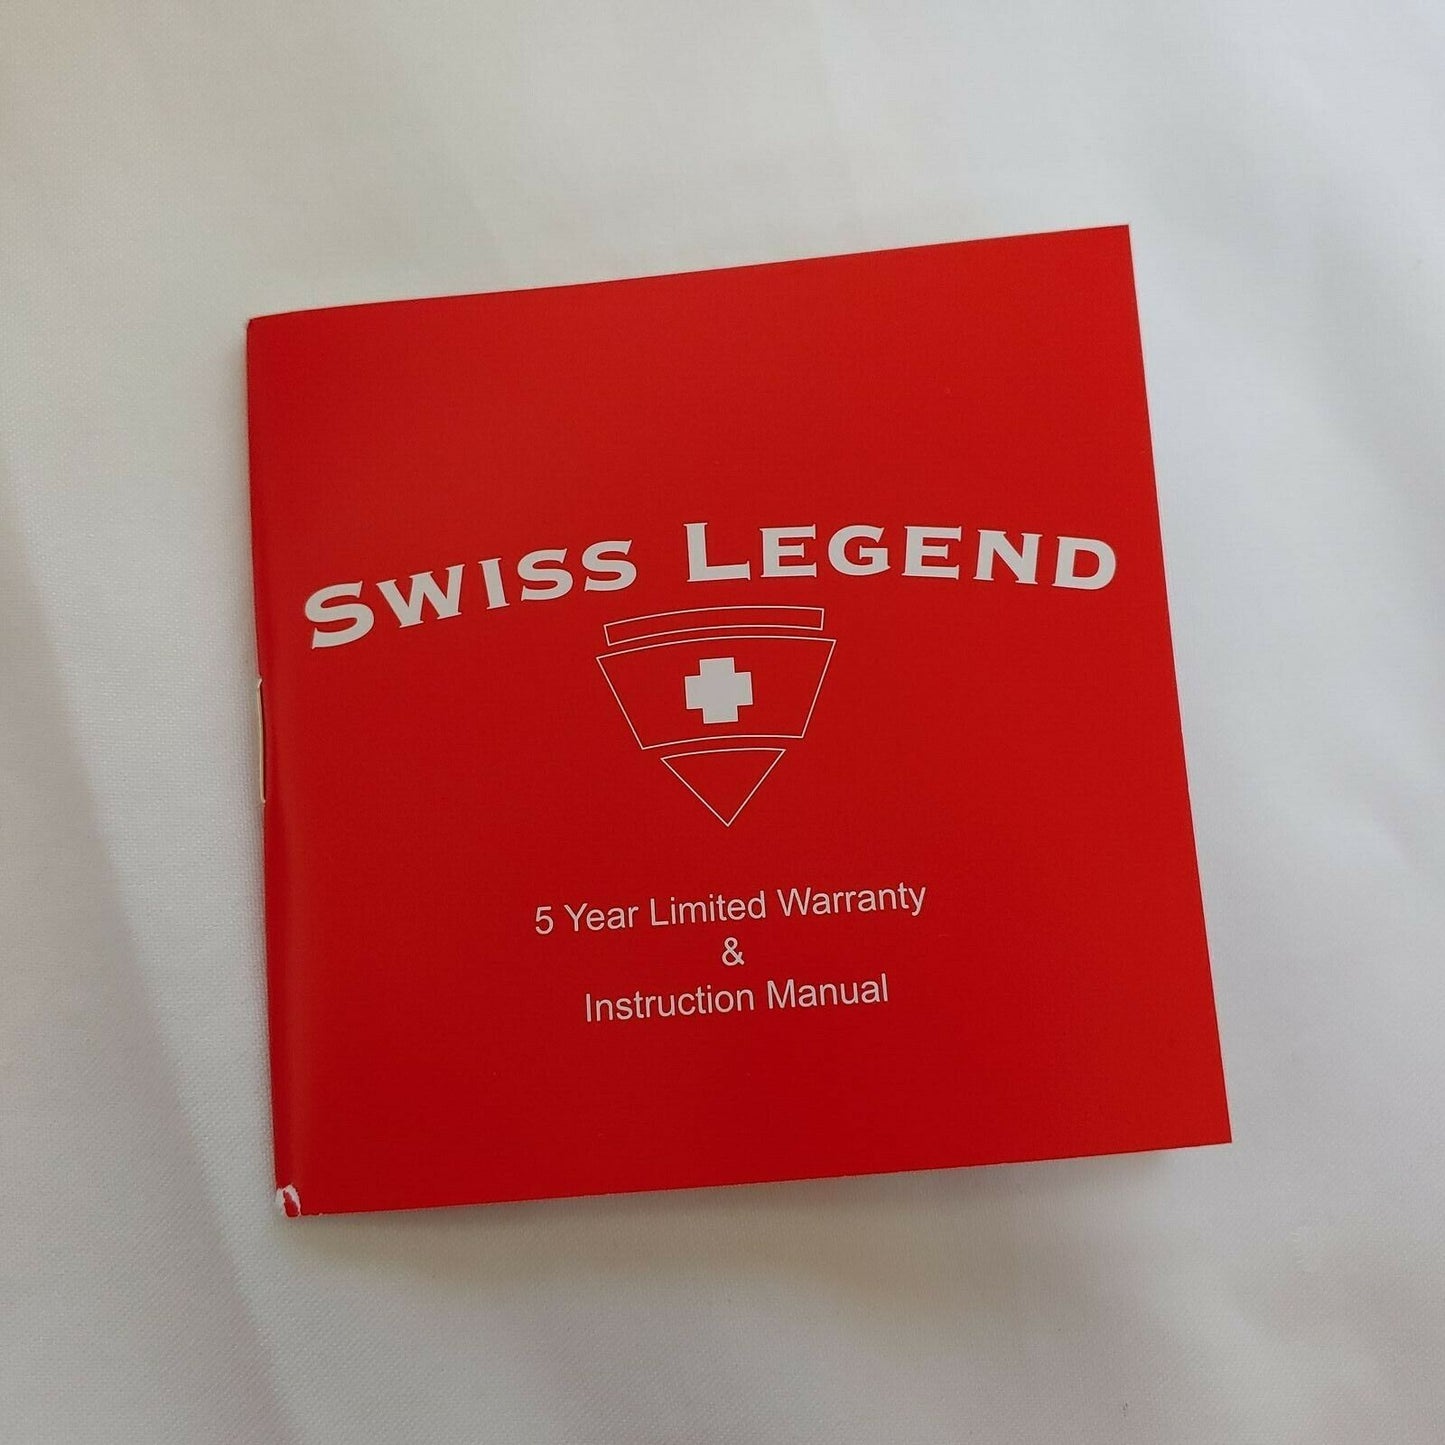 SWISS LEGEND
5 Year Limited Warranty
&
Instruction Manual